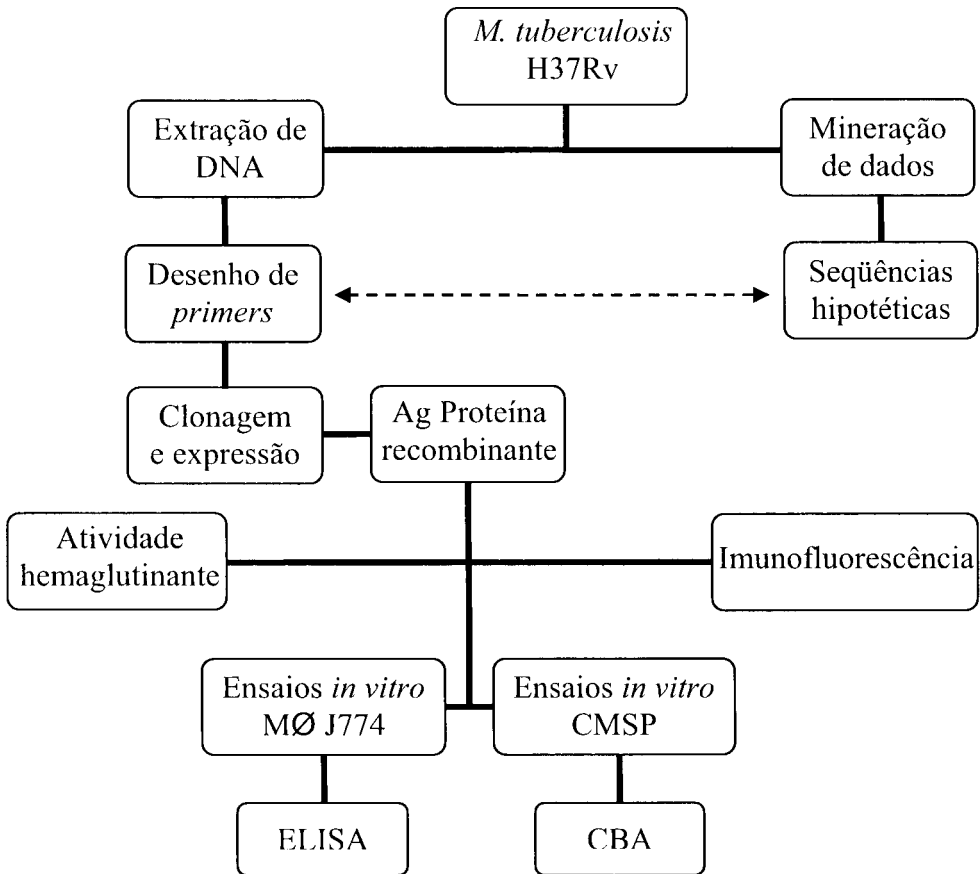 M. tuberculosis
H37Rv
Extração de
DNA
Mineração
de dados
Desenho de
primers
Seqüências
hipotéticas
Clonagem
e expressão
Ag Proteína
recombinante
Atividade
hemaglutinante
Imunofluorescência
Ensaios in vitro
MØ J774
Ensaios in vitro
CMSP
ELISA
CBA